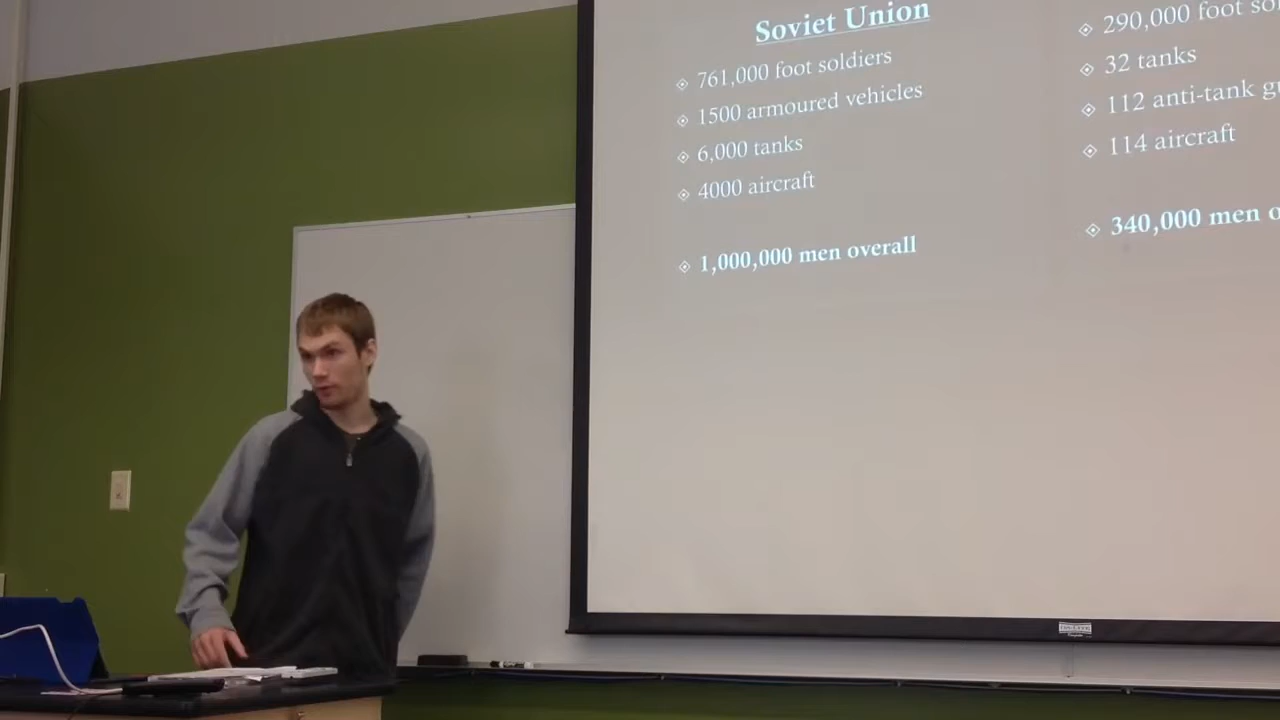 Soviet Union
761,000 foot soldiers
1500 armoured vehicles
6,000 tanks
4000 aircraft
1,000,000 men overall
290,000 foot
32 tanks
112 anti-tank
114 aircraft
340,000 men